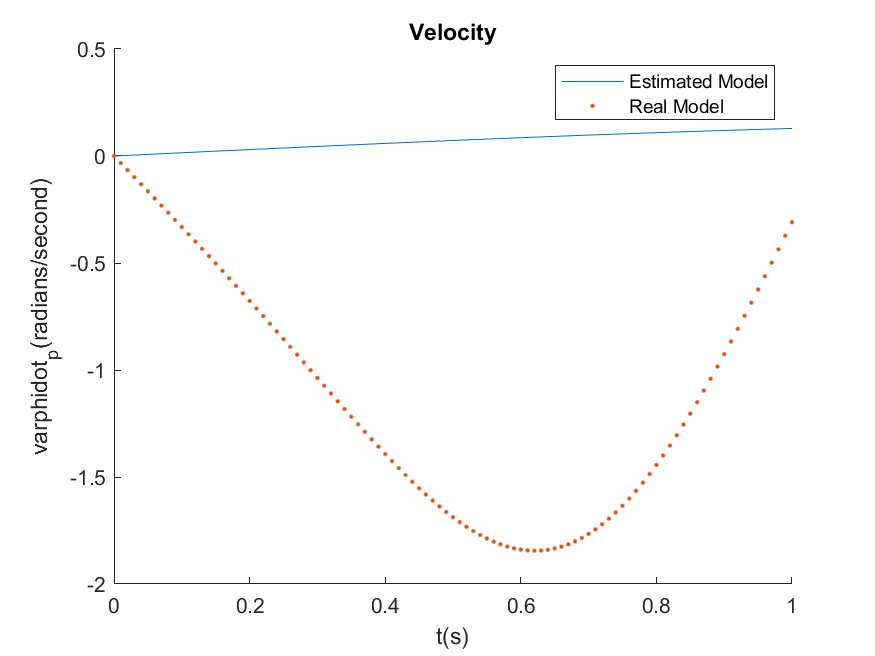 Velocity
Estimated Model
Real Model
0.5
0
-0.5
-1
-1.5
-2
varphidot_p(radians/second)
0
0.2
0.4
0.6
0.8
1
t(s)